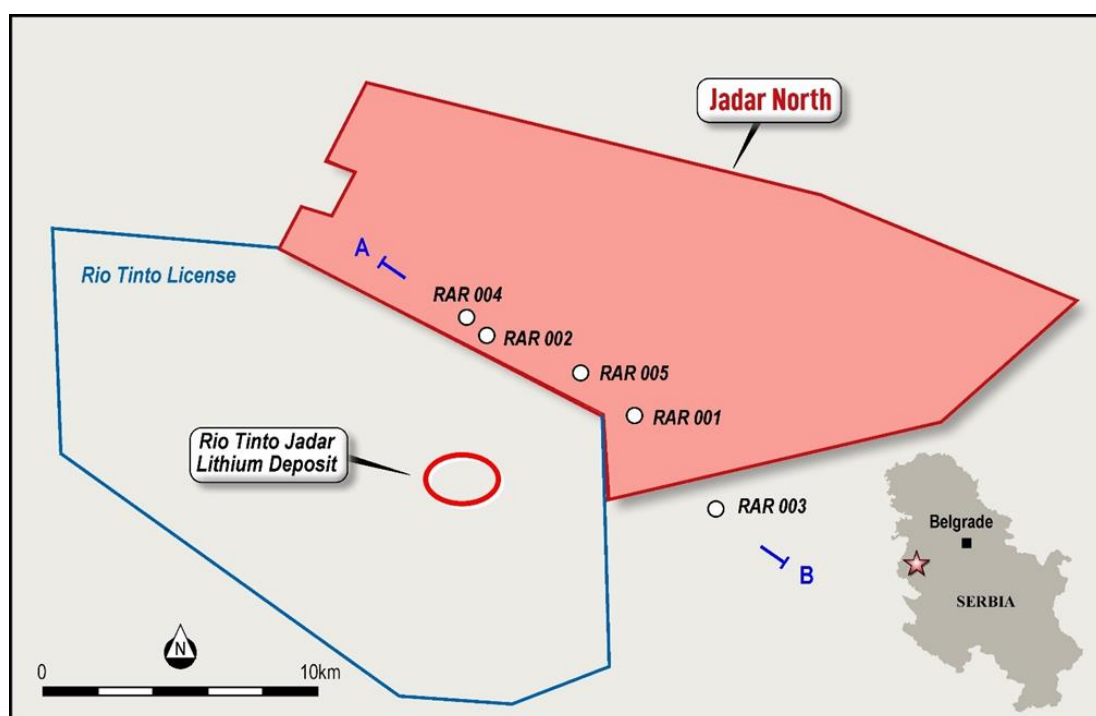 Jadar North
A
Rio Tinto License
RAR 004
RAR 002
RAR 005
RAR 001
Rio Tinto Jadar
Lithium Deposit
RAR 003
B
Belgrade
SERBIA
N
0
10km